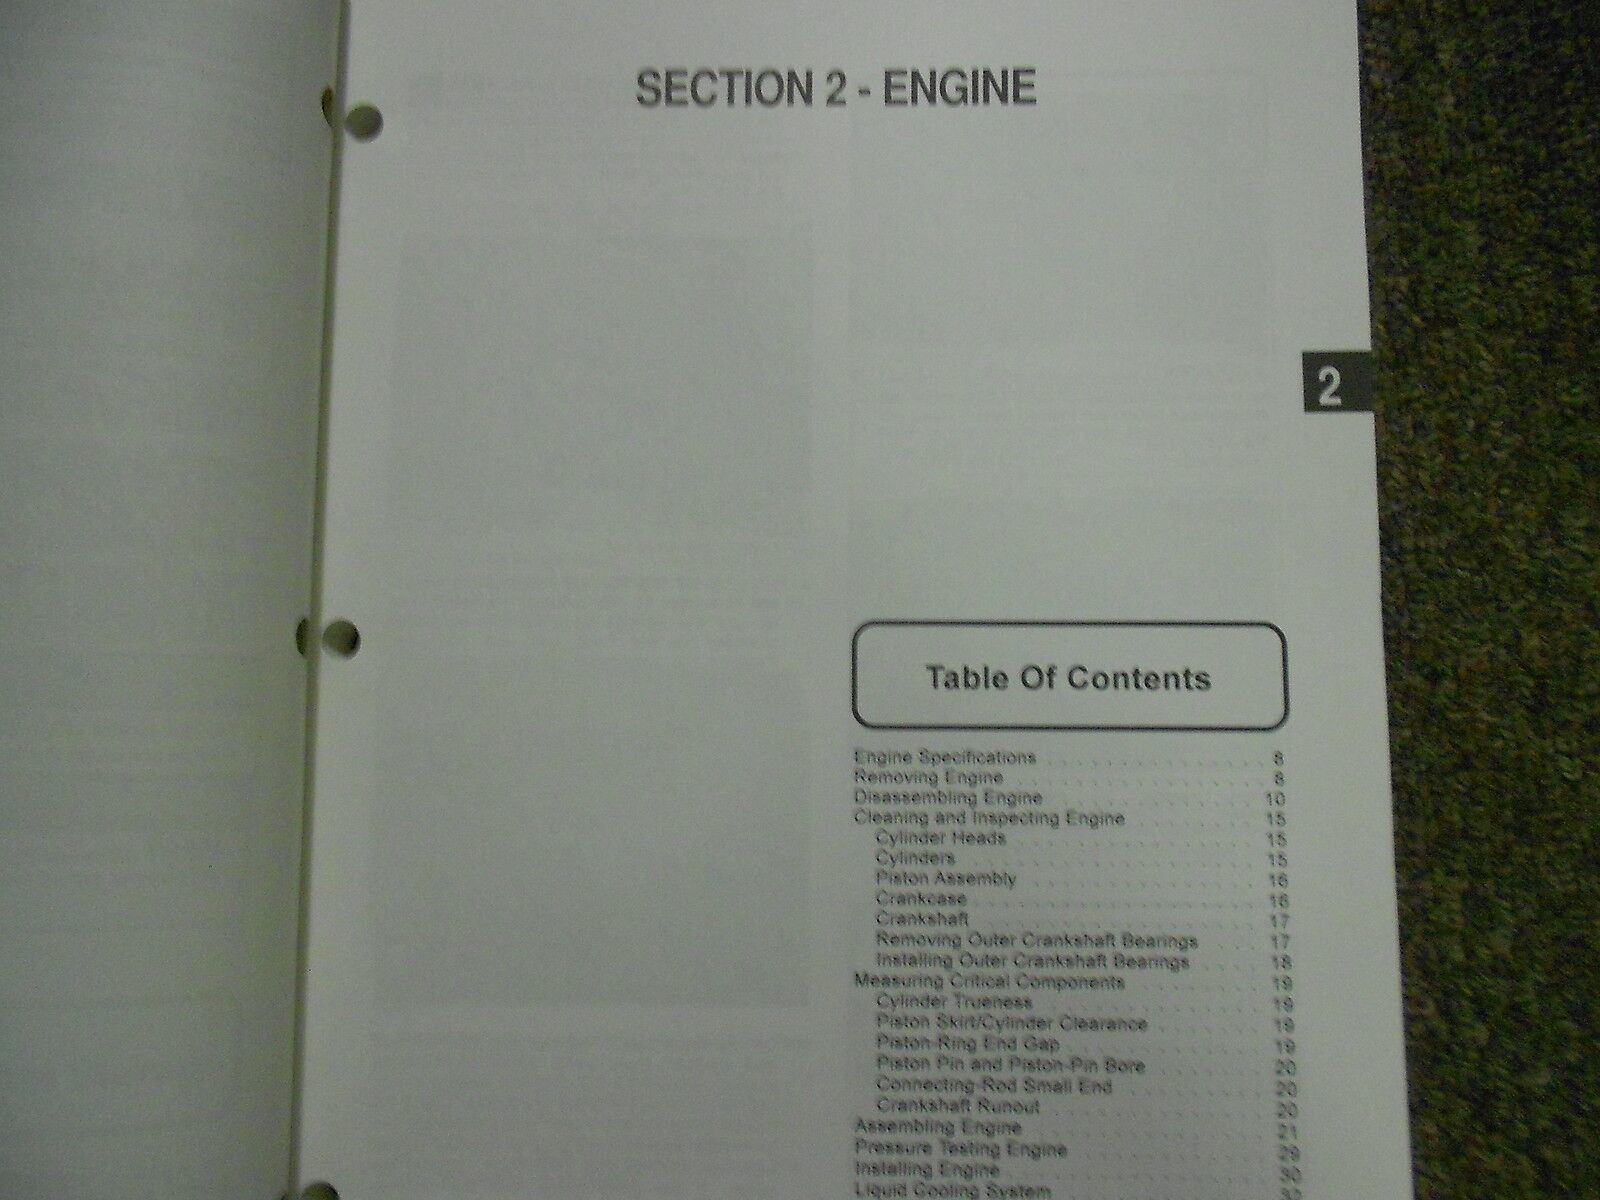 SECTION 2 - ENGINE
2
Table Of Contents
Engine Specifications . . . . . . . . . . . . . . . . 8
Removing Engine . . . . . . . . . . . . . . . . . . 8
Disassembling Engine . . . . . . . . . . . . . . . 10
Cleaning and Inspecting Engine . . . . . . . . 15
Cylinder Heads . . . . . . . . . . . . . . . . . 15
Cylinders . . . . . . . . . . . . . . . . . . . . 15
Piston Assembly . . . . . . . . . . . . . . . . 16
Crankcase . . . . . . . . . . . . . . . . . . . 16
Crankshaft . . . . . . . . . . . . . . . . . . . 17
Removing Outer Crankshaft Bearings . . . 17
Installing Outer Crankshaft Bearings . . . . 18
Measuring Critical Components . . . . . . . . 19
Cylinder Trueness . . . . . . . . . . . . . . . 19
Piston Skirt/Cylinder Clearance . . . . . . . 19
Piston-Ring End Gap . . . . . . . . . . . . . 19
Piston Pin and Piston-Pin Bore . . . . . . . 20
Connecting-Rod Small End . . . . . . . . . . 20
Crankshaft Runout . . . . . . . . . . . . . . 20
Assembling Engine . . . . . . . . . . . . . . . . 21
Pressure Testing Engine . . . . . . . . . . . . . 29
Installing Engine . . . . . . . . . . . . . . . . . 30
Liquid Cooling System . . . . . . . . . . . . . . 32